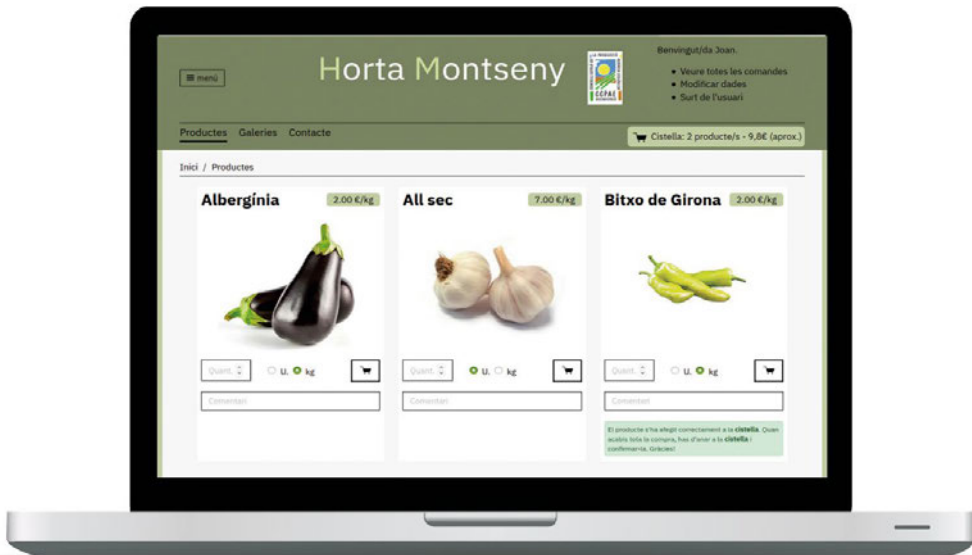 menú
Horta Montseny
CCPAE
Benvingut/da Joan.
Veure totes les comandes
Modificar dades
Surt de l'usuari
Productes Galeries Contacte
Cistella: 2 producte/s - 9,8€ (aprox.)
Inici / Productes
Albergínia 2.00 €/kg
All sec 7.00 €/kg
Bitxo de Girona 2.00 €/kg
Quant. U. kg
Quant. U. kg
Quant. U. kg
Comentari
Comentari
Comentari
El producte s'ha afegit correctament a la cistella. Quan
acabis tota la compra, has d'anar a la cistella i
confirmar-la. Gràcies!